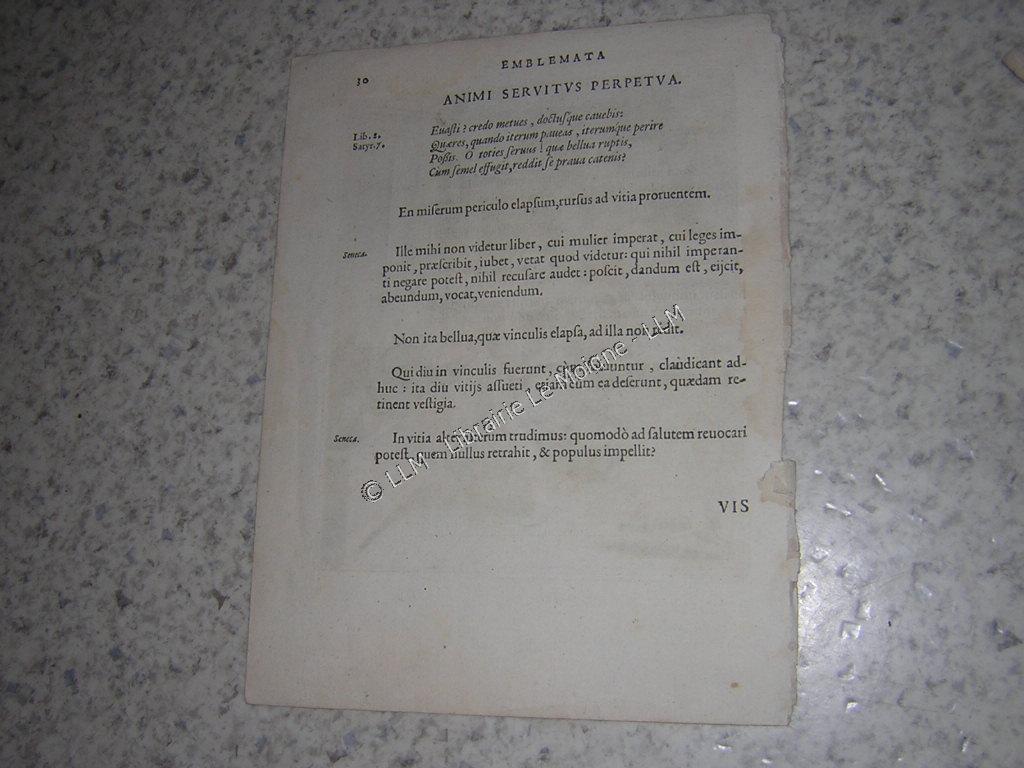 30
EMBLEMATA
ANIMI SERVITVS PERPETVA.
Lib. 2.
Satyr. 7.
Euasti? credo metues, doctusque cauebis:
Quæres, quando iterum paueas, iterumque perire
Possis. O toties seruus! quæ bellua ruptis,
Cum semel effugit, reddit se praua catenis?
En miserum periculo elapsum, rursus ad vitia proruentem.
Seneca.
Ille mihi non videtur liber, cui mulier imperat, cui leges im-
ponit, præscribit, iubet, vetat quod videtur: qui nihil imperan-
ti negare potest, nihil recusare audet: poscit, dandum est, eijcit,
abeundum, vocat, veniendum.
Non ita bellua, quæ vinculis elapsa, ad illa non redit.
Qui diu in vinculis fuerunt, soluuntur, claudicant ad-
huc: ita diu vitijs assueti, etiam cum ea deserunt, quædam re-
tinent vestigia.
Seneca.
In vitia alter alterum trudimus: quomodò ad salutem reuocari
potest, quem nullus retrahit, & populus impellit?
VIS
© LLM - Librairie Le Moigne - LLM